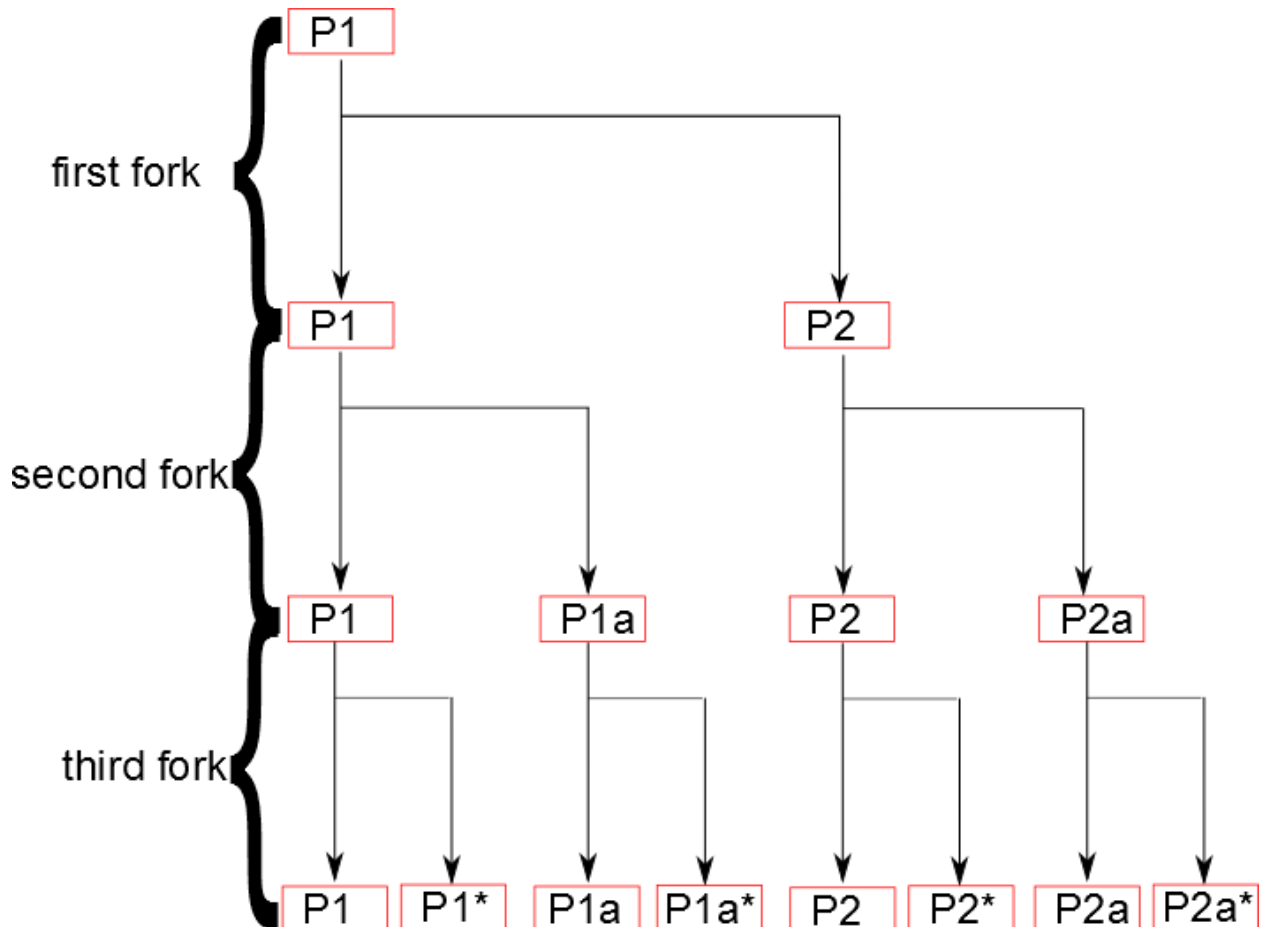 P1
first fork
P1 P2
second fork
P1 P1a P2 P2a
third fork
P1 P1* P1a P1a* P2 P2* P2a P2a*